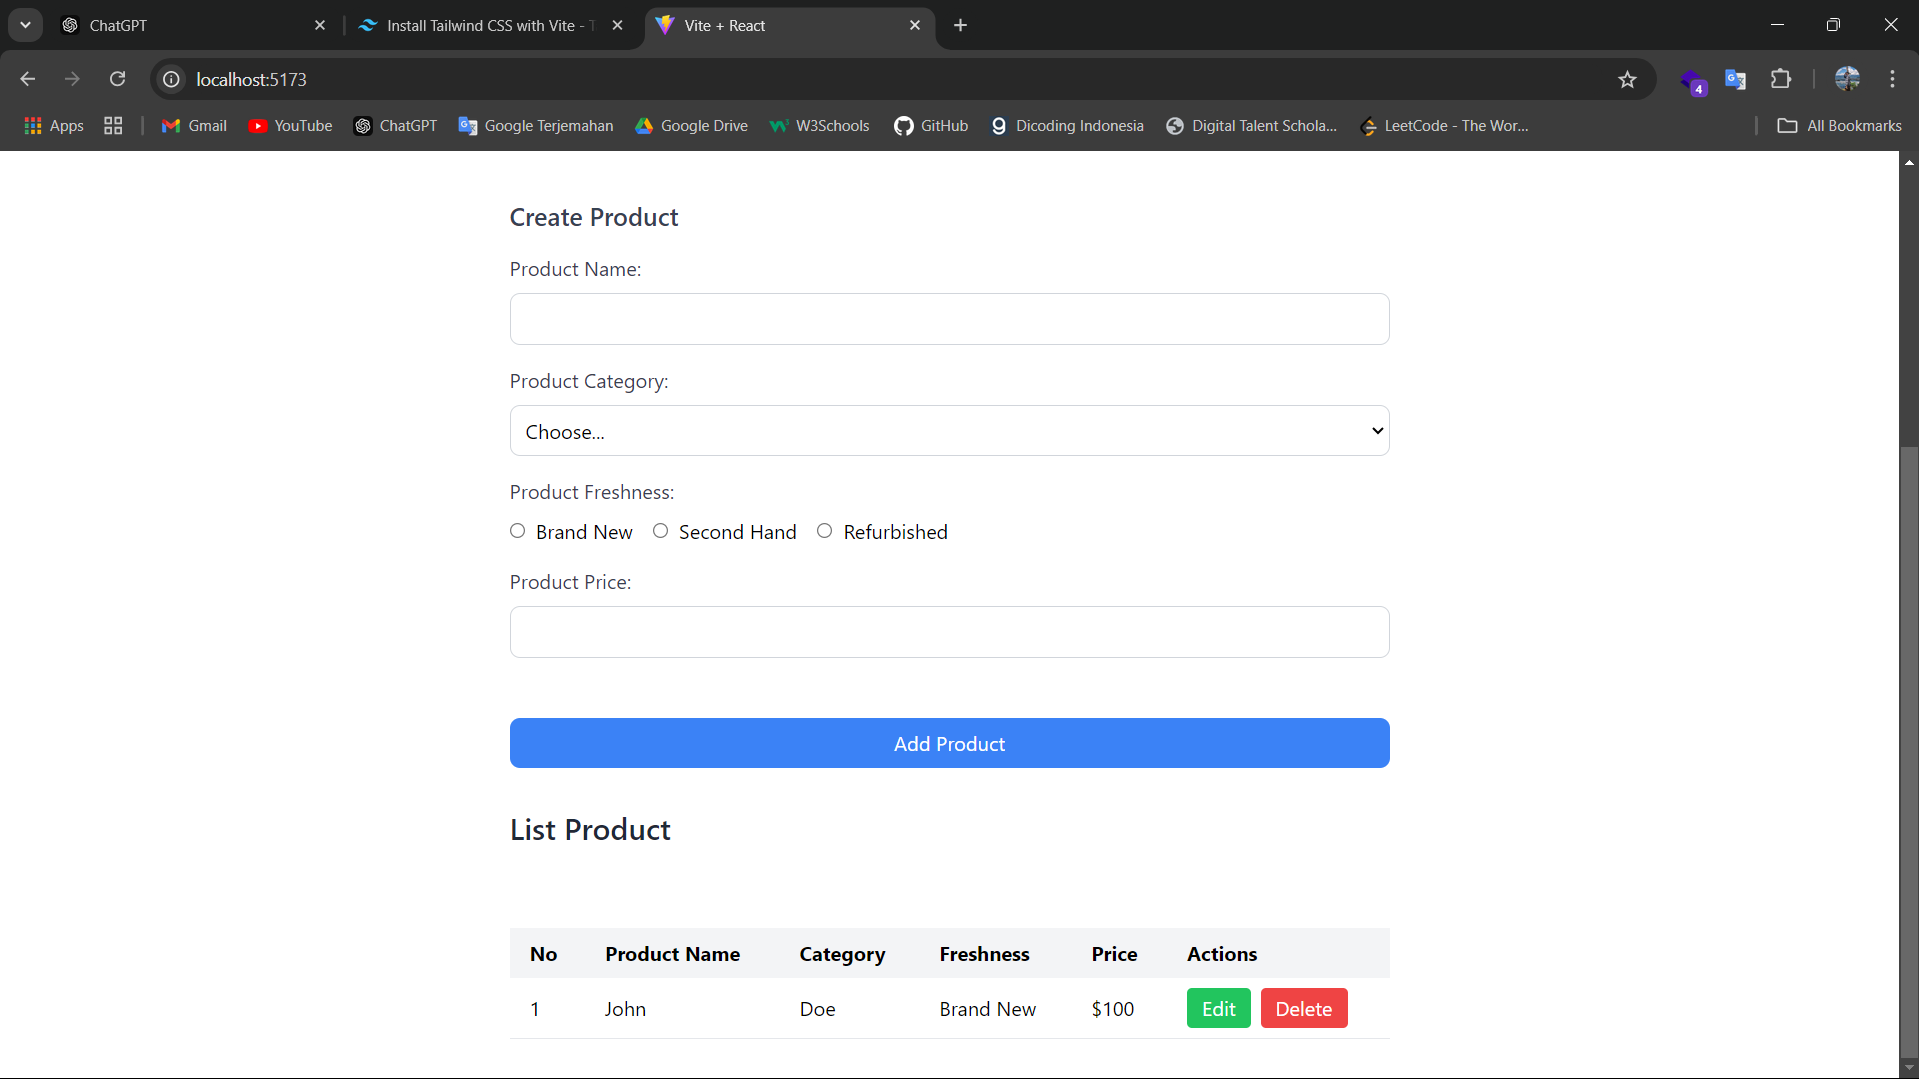 ChatGPT
Install Tailwind CSS with Vite - T
Vite + React
localhost:5173
4
Apps
Gmail
YouTube
ChatGPT
Google Terjemahan
Google Drive
W3Schools
GitHub
Dicoding Indonesia
Digital Talent Schola...
LeetCode - The Wor...
All Bookmarks
Create Product
Product Name:
Product Category:
Choose...
Product Freshness:
Brand New Second Hand Refurbished
Product Price:
Add Product
List Product
No Product Name Category Freshness Price Actions
1 John Doe Brand New $100 Edit Delete